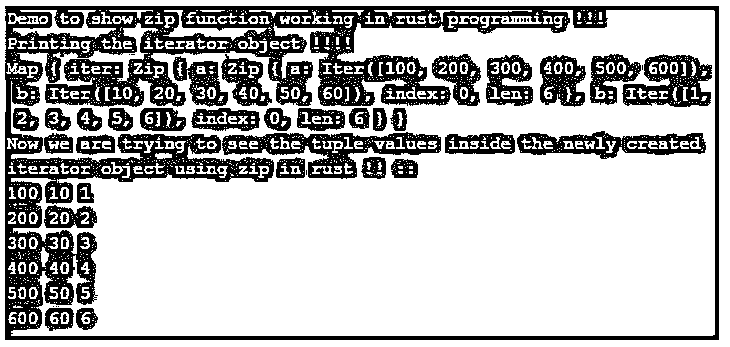 Demo to show zip function working in rust programming !!!
Printing the iterator object !!!!
Map { iter: Zip { a: Zip { a: Iter([100, 200, 300, 400, 500, 600]),
b: Iter([10, 20, 30, 40, 50, 60]), index: 0, len: 6 }, b: Iter([1,
2, 3, 4, 5, 6]), index: 0, len: 6 } }
Now we are trying to see the tuple values inside the newly created
iterator object using zip in rust !! ::
100 10 1
200 20 2
300 30 3
400 40 4
500 50 5
600 60 6